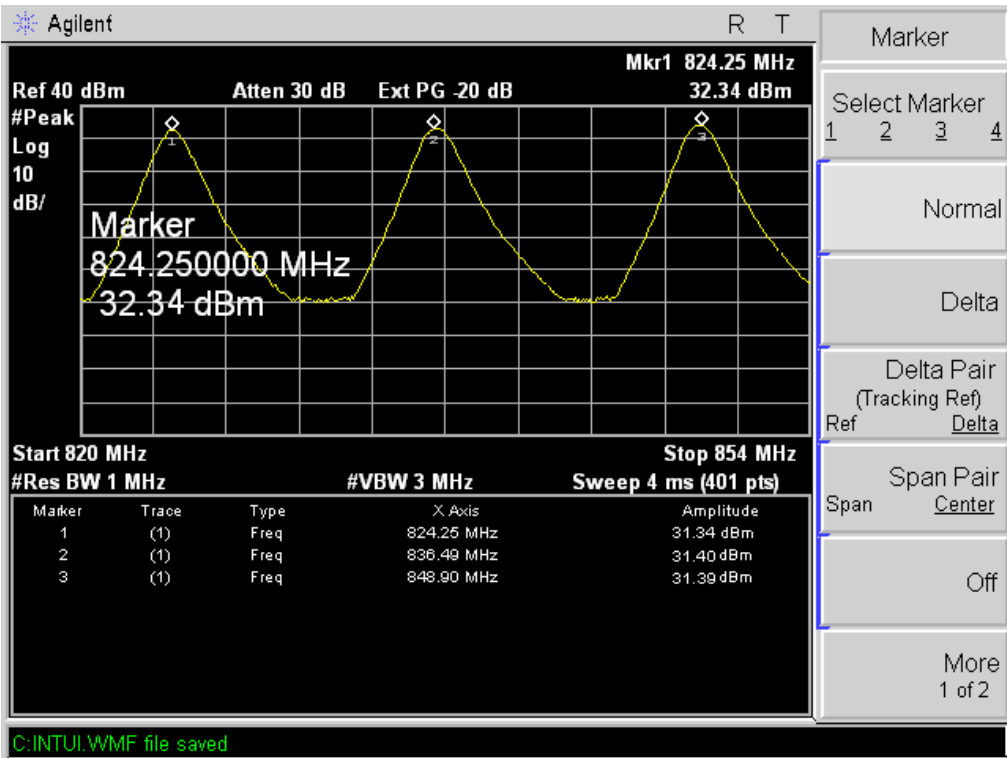 Agilent R T
Mkr1 824.25 MHz
Ref 40 dBm Atten 30 dB Ext PG -20 dB 32.34 dBm
#Peak
Log
10
dB/
1 2 3
Marker
824.250000 MHz
32.34 dBm
Start 820 MHz Stop 854 MHz
#Res BW 1 MHz #VBW 3 MHz Sweep 4 ms (401 pts)
Marker Trace Type X Axis Amplitude
1 (1) Freq 824.25 MHz 31.34 dBm
2 (1) Freq 836.49 MHz 31.40 dBm
3 (1) Freq 848.90 MHz 31.39 dBm
C:INTUI.WMF file saved
Marker
Select Marker
1 2 3 4
Normal
Delta
Delta Pair
(Tracking Ref)
Ref Delta
Span Pair
Span Center
Off
More
1 of 2